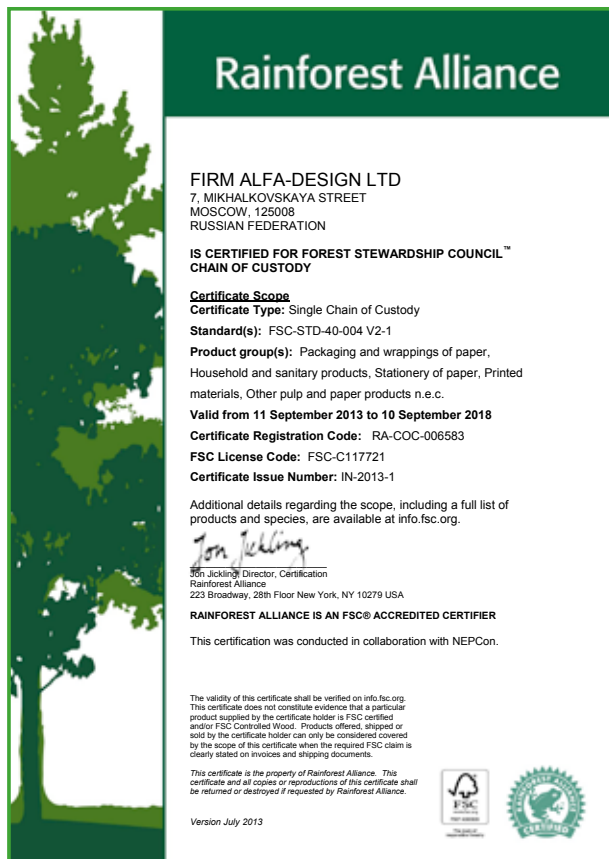 Rainforest Alliance
FIRM ALFA-DESIGN LTD
7, MIKHALKOVSKAYA STREET
MOSCOW, 125008
RUSSIAN FEDERATION
IS CERTIFIED FOR FOREST STEWARDSHIP COUNCIL™
CHAIN OF CUSTODY
Certificate Scope
Certificate Type: Single Chain of Custody
Standard(s): FSC-STD-40-004 V2-1
Product group(s): Packaging and wrappings of paper,
Household and sanitary products, Stationery of paper, Printed
materials, Other pulp and paper products n.e.c.
Valid from 11 September 2013 to 10 September 2018
Certificate Registration Code: RA-COC-006583
FSC License Code: FSC-C117721
Certificate Issue Number: IN-2013-1
Additional details regarding the scope, including a full list of
products and species, are available at info.fsc.org.
Jon Jickling
Jon Jickling, Director, Certification
Rainforest Alliance
223 Broadway, 28th Floor New York, NY 10279 USA
RAINFOREST ALLIANCE IS AN FSC® ACCREDITED CERTIFIER
This certification was conducted in collaboration with NEPCon.
The validity of this certificate shall be verified on info.fsc.org.
This certificate does not constitute evidence that a particular
product supplied by the certificate holder is FSC certified
and/or FSC Controlled Wood. Products offered, shipped or
sold by the certificate holder can only be considered covered
by the scope of this certificate when the required FSC claim is
clearly stated on invoices and shipping documents.
This certificate is the property of Rainforest Alliance. This
certificate and all copies or reproductions of this certificate shall
be returned or destroyed if requested by Rainforest Alliance.
Version July 2013
FSC
RAINFOREST ALLIANCE
CERTIFIED